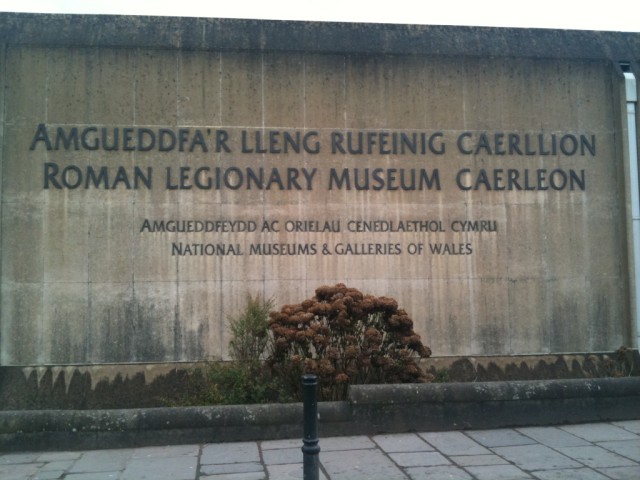 AMGUEDDFA'R LLENG RUFEINIG CAERLLION
ROMAN LEGIONARY MUSEUM CAERLEON
AMGUEDDFEYDD AC ORIELAU CENEDLAETHOL CYMRU
NATIONAL MUSEUMS & GALLERIES OF WALES